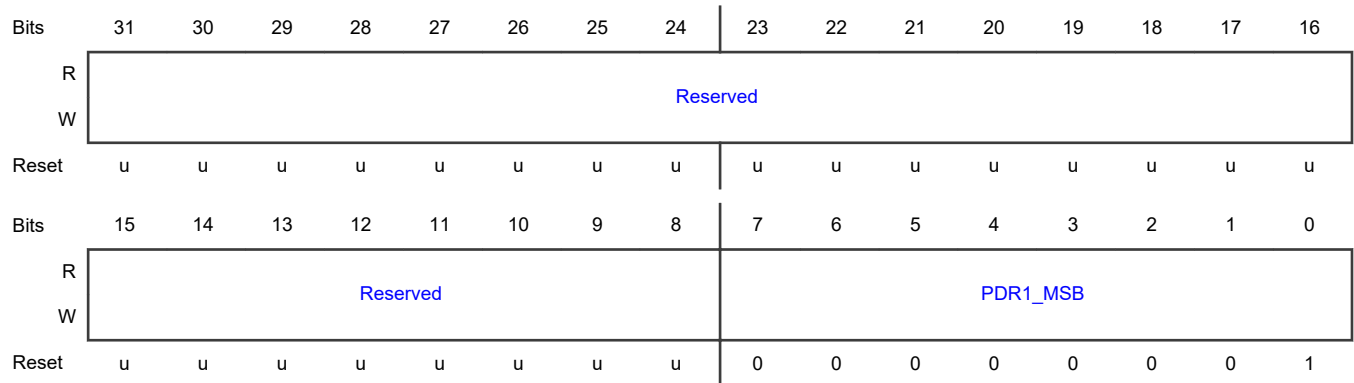 Bits 31 30 29 28 27 26 25 24 23 22 21 20 19 18 17 16
R
Reserved
W
Reset u u u u u u u u u u u u u u u u
Bits 15 14 13 12 11 10 9 8 7 6 5 4 3 2 1 0
R
Reserved PDR1_MSB
W
Reset u u u u u u u u 0 0 0 0 0 0 0 1